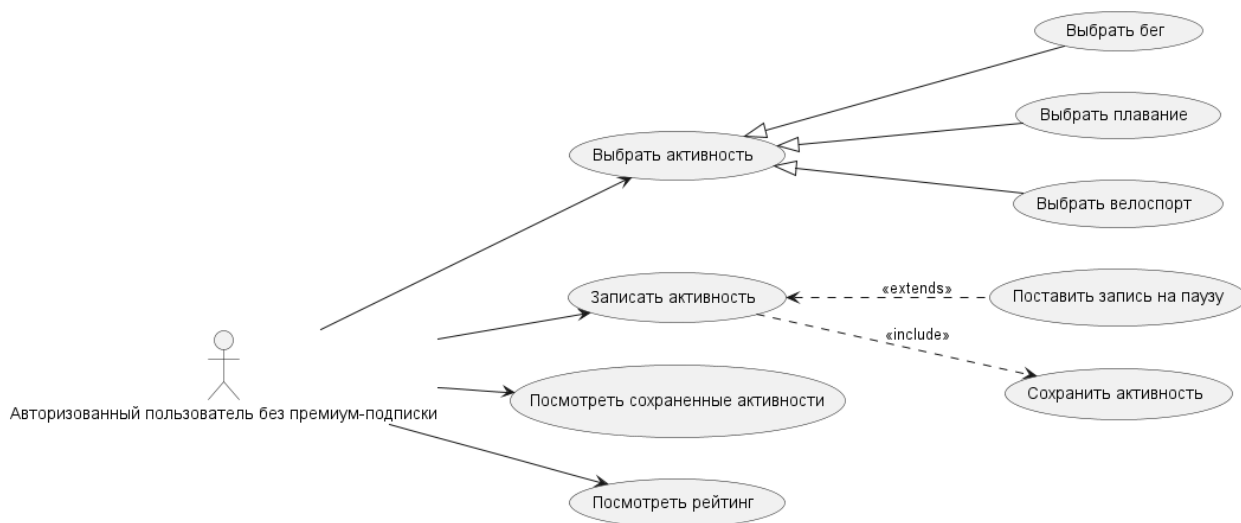 Выбрать бег
Выбрать плавание
Выбрать активность
Выбрать велоспорт
Записать активность
«extends»
Поставить запись на паузу
«include»
Сохранить активность
Посмотреть сохраненные активности
Авторизованный пользователь без премиум-подписки
Посмотреть рейтинг